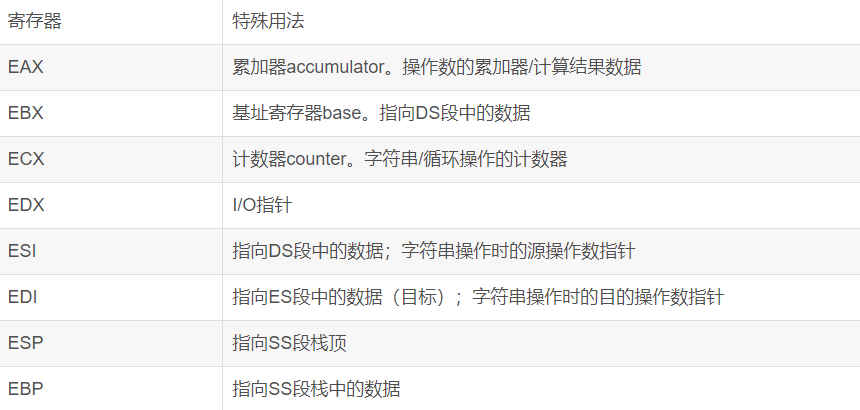 寄存器 特殊用法
EAX 累加器accumulator。操作数的累加器/计算结果数据
EBX 基址寄存器base。指向DS段中的数据
ECX 计数器counter。字符串/循环操作的计数器
EDX I/O指针
ESI 指向DS段中的数据；字符串操作时的源操作数指针
EDI 指向ES段中的数据（目标）；字符串操作时的目的操作数指针
ESP 指向SS段栈顶
EBP 指向SS段栈中的数据